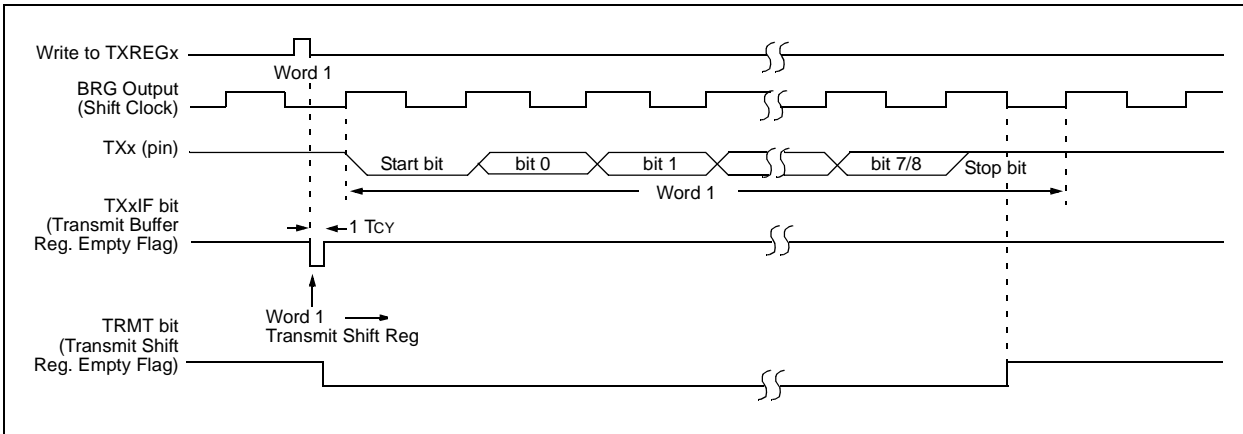 Write to TXREGx
Word 1
BRG Output
(Shift Clock)
TXx (pin)
Start bit
bit 0
bit 1
bit 7/8
Stop bit
Word 1
TXxIF bit
(Transmit Buffer
Reg. Empty Flag)
1 TCY
Word 1
Transmit Shift Reg
TRMT bit
(Transmit Shift
Reg. Empty Flag)